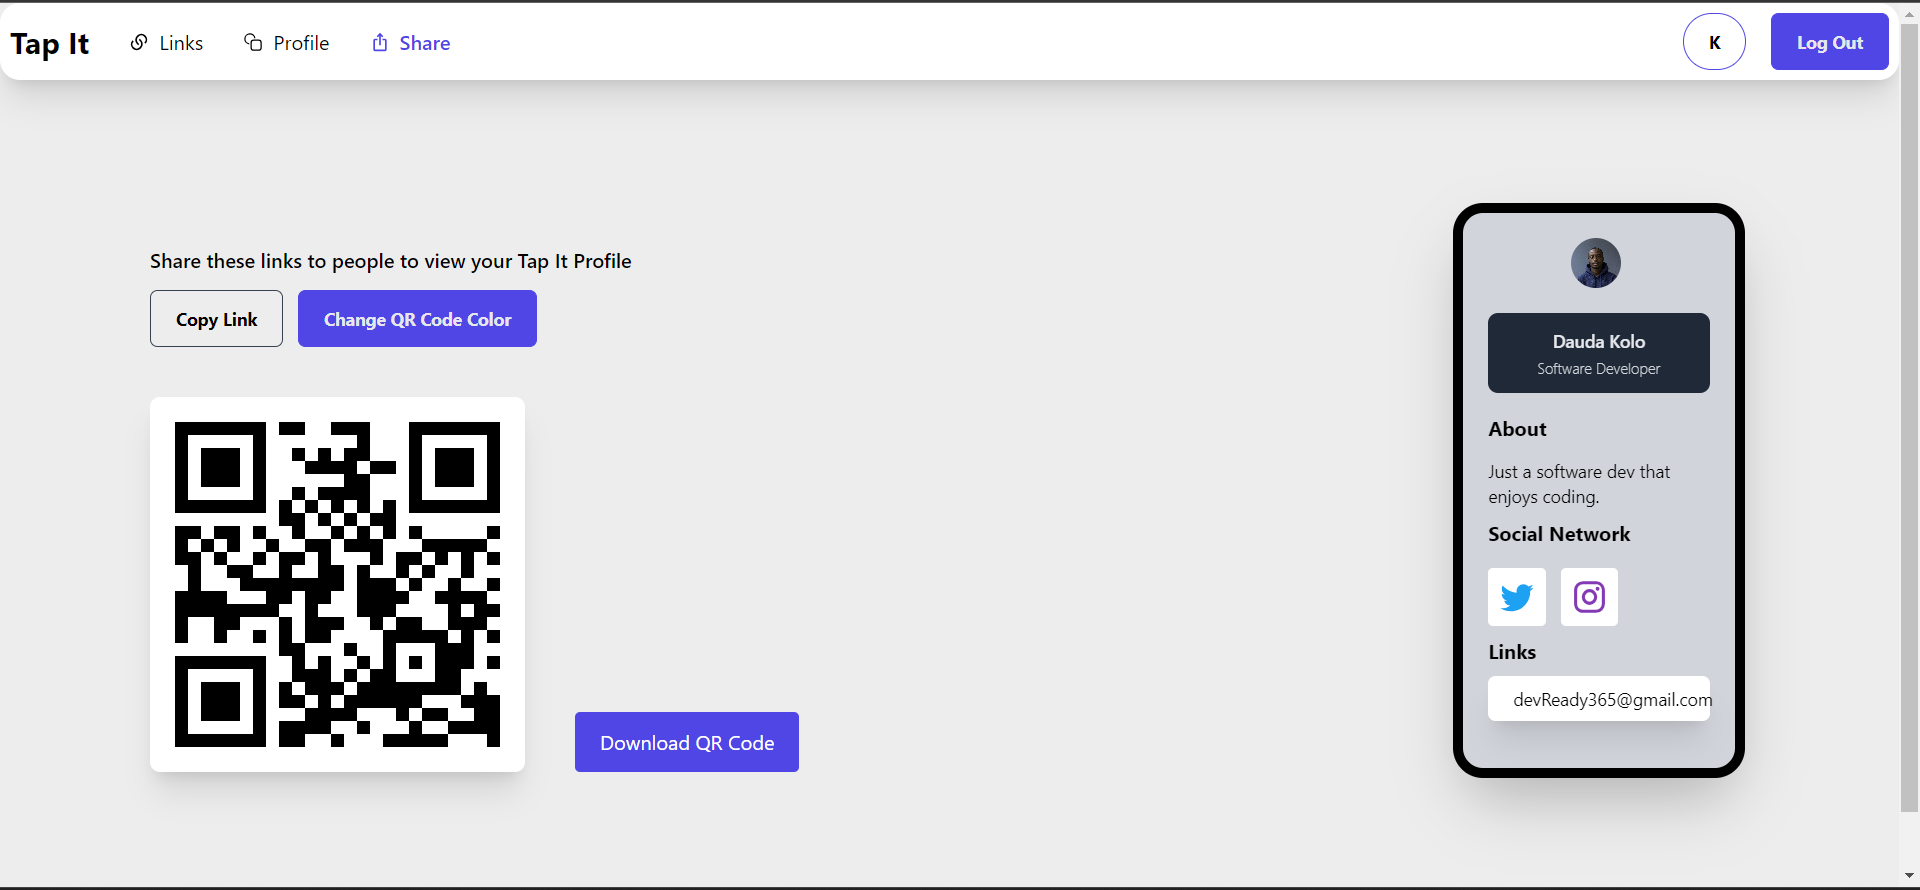 Tap It
Links
Profile
Share
K
Log Out
Share these links to people to view your Tap It Profile
Copy Link
Change QR Code Color
Download QR Code
Dauda Kolo
Software Developer
About
Just a software dev that
enjoys coding.
Social Network
Links
devReady365@gmail.com